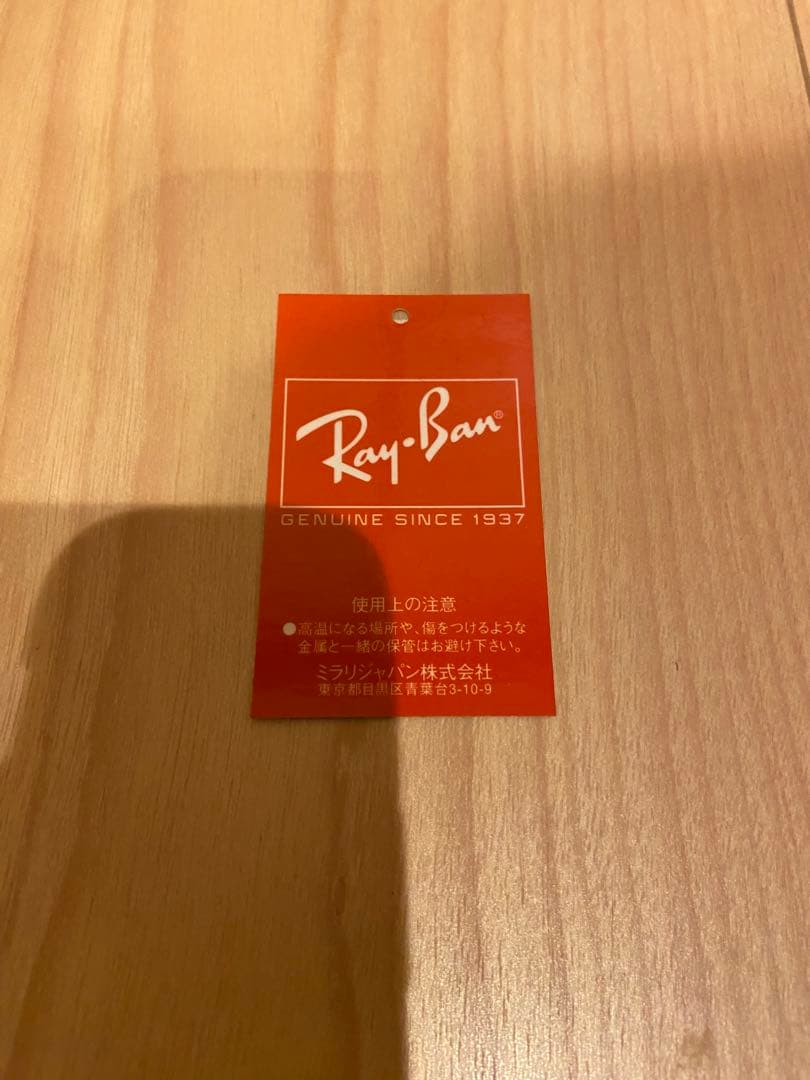 Ray-Ban®
GENUINE SINCE 1937
使用上の注意
●高温になる場所や、傷をつけるような
金属と一緒の保管はお避け下さい。
ミラリジャパン株式会社
東京都目黒区青葉台3-10-9